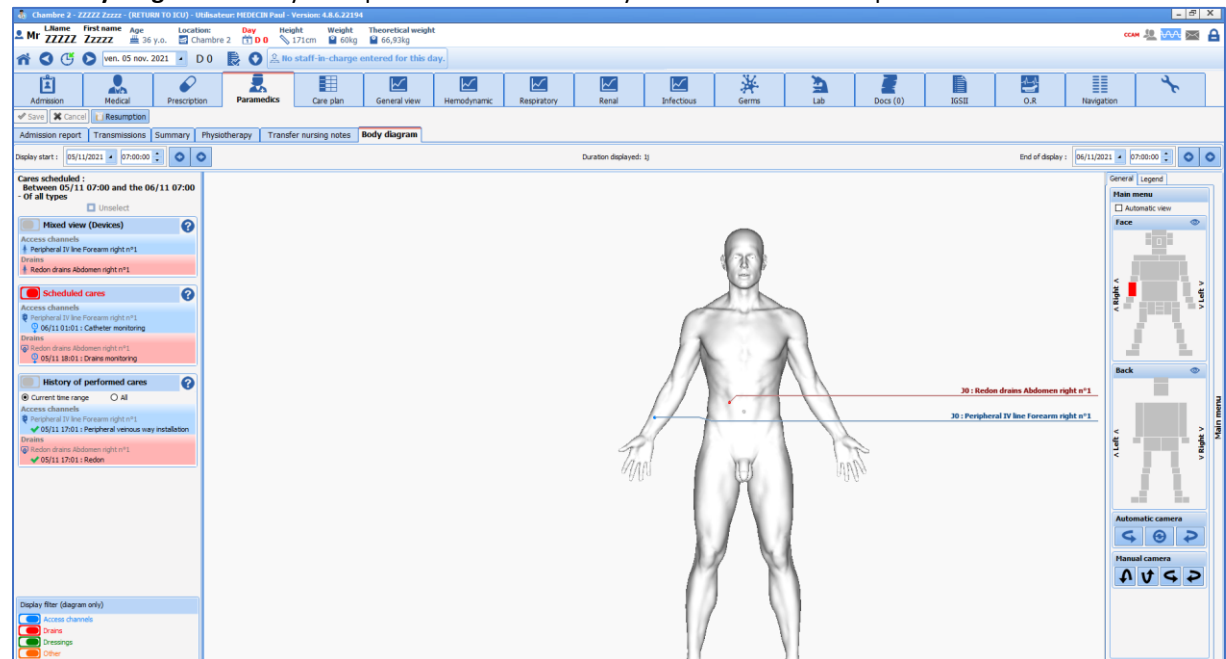 Chambre 2 - ZZZZZ Zzzzz - (RETURN TO ICU) - Utilisateur: MEDECIN Paul - Version: 4.8.6.22194
L.Name First name Age Location: Day Height Weight Theoretical weight
Mr ZZZZZ Zzzzz 36 y.o. Chambre 2 D 0 171cm 60kg 66,93kg
CCAM
ven. 05 nov. 2021 D 0 No staff-in-charge entered for this day.
Admission Medical Prescription Paramedics Care plan General view Hemodynamic Respiratory Renal Infectious Germs Lab Docs (0) IGSII O.R Navigation
Save Cancel Resumption
Admission report Transmissions Summary Physiotherapy Transfer nursing notes Body diagram
Display start : 05/11/2021 07:00:00 Duration displayed: 1j End of display : 06/11/2021 07:00:00
Cares scheduled :
Between 05/11 07:00 and the 06/11 07:00
- Of all types
Unselect
Mixed view (Devices)
Access channels
Peripheral IV line Forearm right n°1
Drains
Redon drains Abdomen right n°1
Scheduled cares
Access channels
Peripheral IV line Forearm right n°1
06/11 01:01 : Catheter monitoring
Drains
Redon drains Abdomen right n°1
05/11 18:01 : Drains monitoring
History of performed cares
Current time range All
Access channels
Peripheral IV line Forearm right n°1
05/11 17:01 : Peripheral veinous way installation
Drains
Redon drains Abdomen right n°1
05/11 17:01 : Redon
Display filter (diagram only)
Access channels
Drains
Dressings
Other
J0 : Redon drains Abdomen right n°1
J0 : Peripheral IV line Forearm right n°1
General Legend
Main menu
Automatic view
Face
< Right >
< Left >
Back
< Left >
< Right >
Automatic camera
Manual camera
Main menu